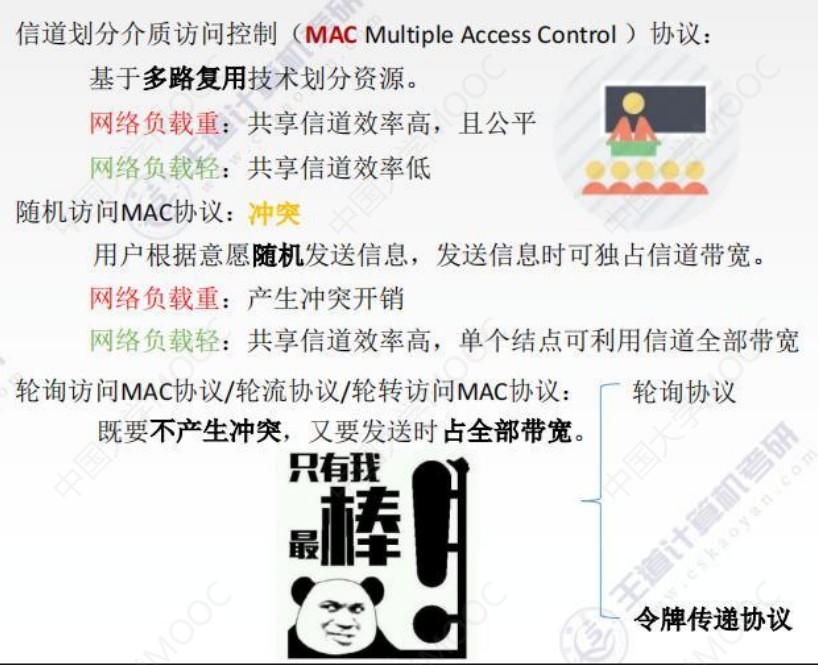 信道划分介质访问控制（MAC Multiple Access Control ）协议：
基于多路复用技术划分资源。
网络负载重：共享信道效率高，且公平
网络负载轻：共享信道效率低
随机访问MAC协议：冲突
用户根据意愿随机发送信息，发送信息时可独占信道带宽。
网络负载重：产生冲突开销
网络负载轻：共享信道效率高，单个结点可利用信道全部带宽
轮询访问MAC协议/轮流协议/轮转访问MAC协议：
轮询协议
既要不产生冲突，又要发送时占全部带宽。
只有我
最棒！
令牌传递协议
中国大学MOOC
王道计算机考研
www.cskaoyan.com